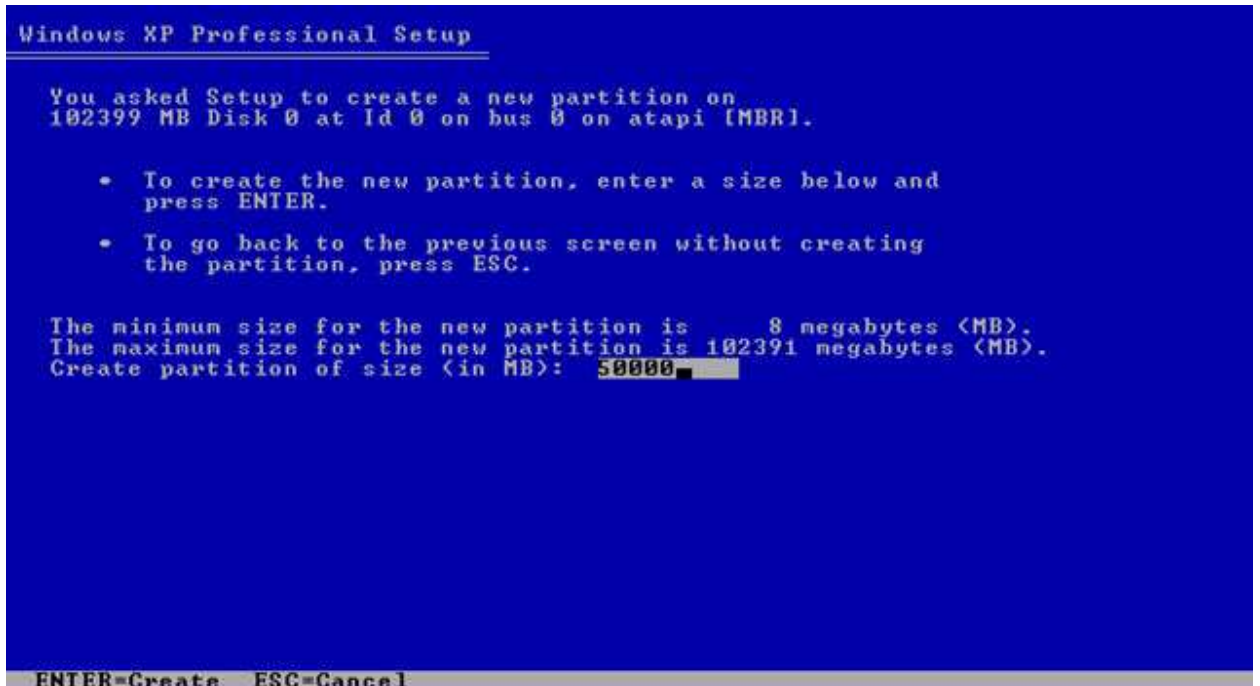 Windows XP Professional Setup
You asked Setup to create a new partition on
102399 MB Disk 0 at Id 0 on bus 0 on atapi [MBR].
• To create the new partition, enter a size below and
press ENTER.
• To go back to the previous screen without creating
the partition, press ESC.
The minimum size for the new partition is 8 megabytes (MB).
The maximum size for the new partition is 102391 megabytes (MB).
Create partition of size (in MB): 50000
ENTER=Create ESC=Cancel